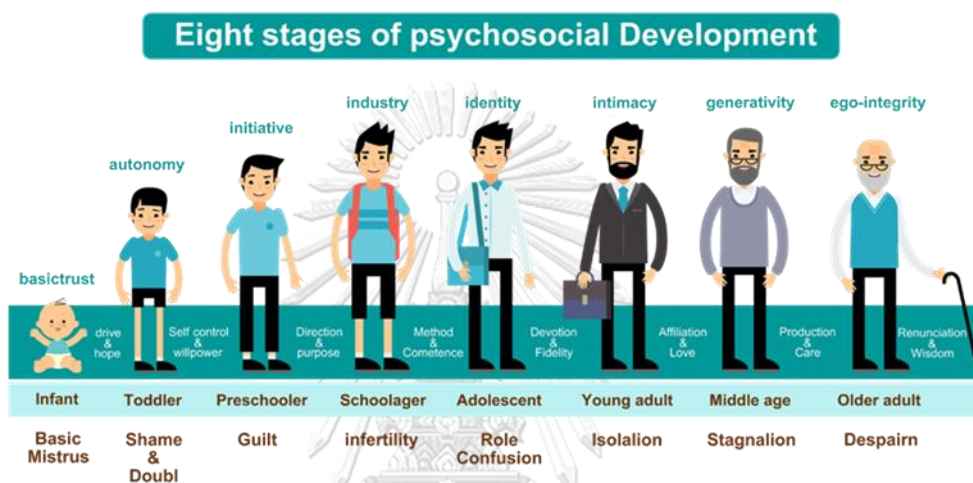 Eight stages of psychosocial Development
industry
identity
intimacy
generativity
ego-integrity
initiative
autonomy
basictrust
drive
&
hope
Self control
&
willpower
Direction
&
purpose
Method
&
Cometence
Devotion
&
Fidelity
Affiliation
&
Love
Production
&
Care
Renunciation
&
Wisdom
Infant
Toddler
Preschooler
Schoolager
Adolescent
Young adult
Middle age
Older adult
Basic
Mistrus
Shame
&
Doubl
Guilt
infertility
Role
Confusion
Isolalion
Stagnalion
Despairn